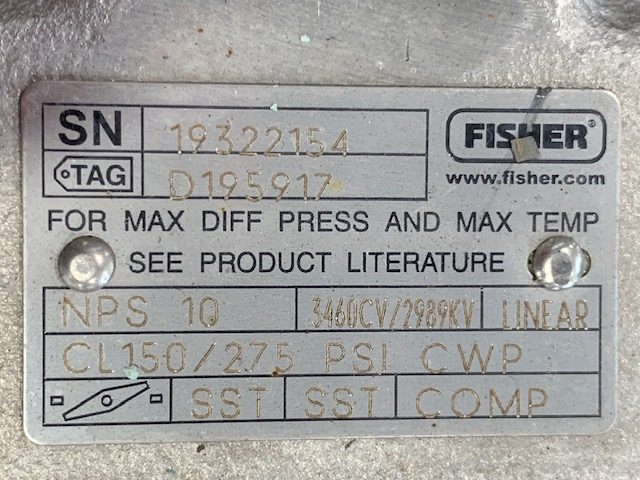 SN 19322154 FISHER®
TAG D195917 www.fisher.com
FOR MAX DIFF PRESS AND MAX TEMP
SEE PRODUCT LITERATURE
NPS 10 3460CV/2989KV LINEAR
CL150/275 PSI CWP
SST SST COMP